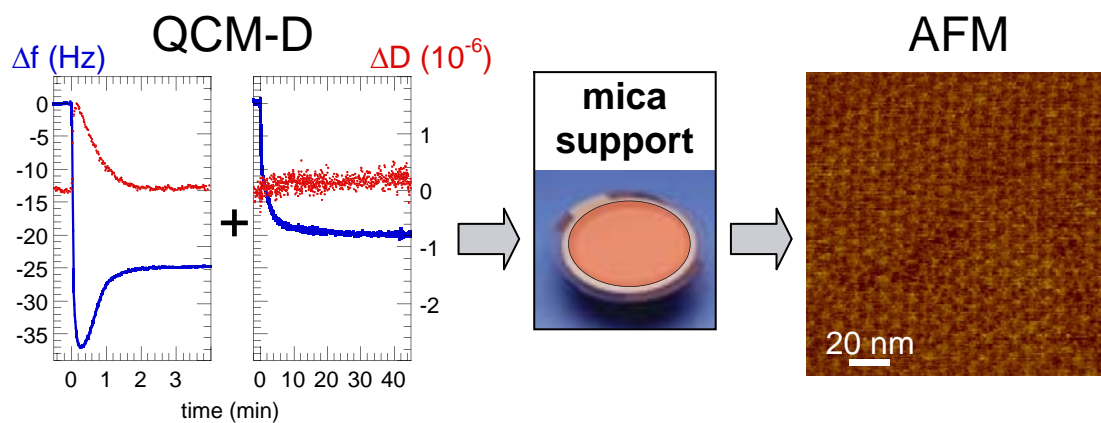 QCM-D
AFM
Δf (Hz)
ΔD (10⁻⁶)
0
-5
-10
-15
-20
-25
-30
-35
0 1 2 3
+
1
0
-1
-2
0 10 20 30 40
time (min)
mica
support
20 nm